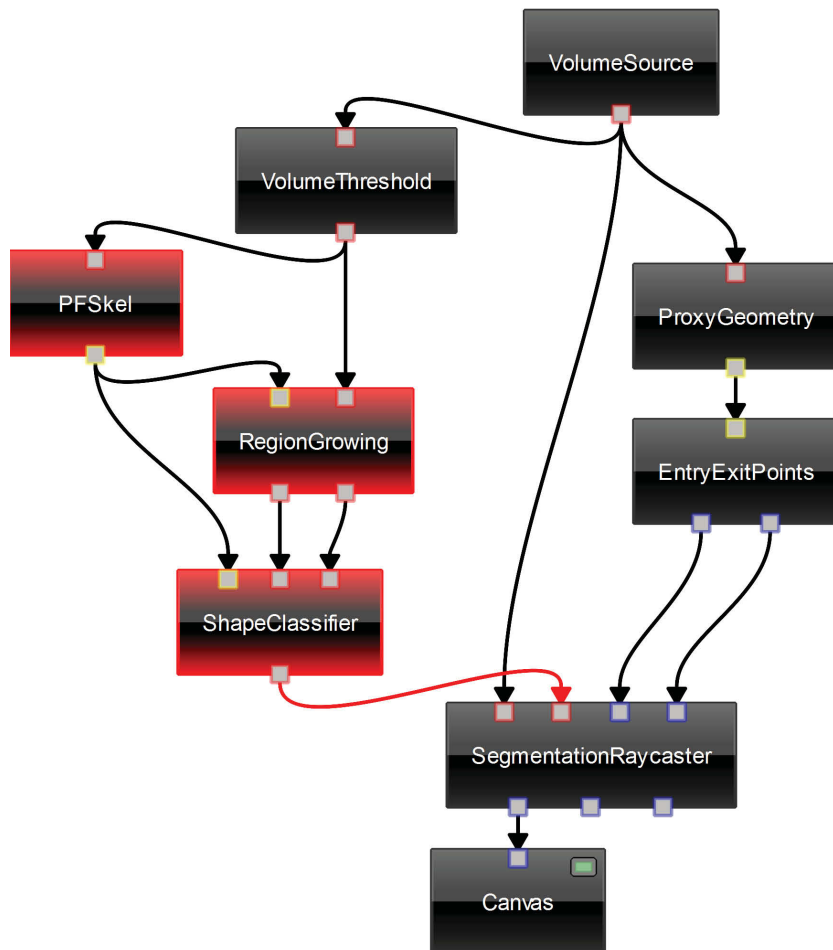 VolumeSource
VolumeThreshold
PFSkel
ProxyGeometry
RegionGrowing
EntryExitPoints
ShapeClassifier
SegmentationRaycaster
Canvas